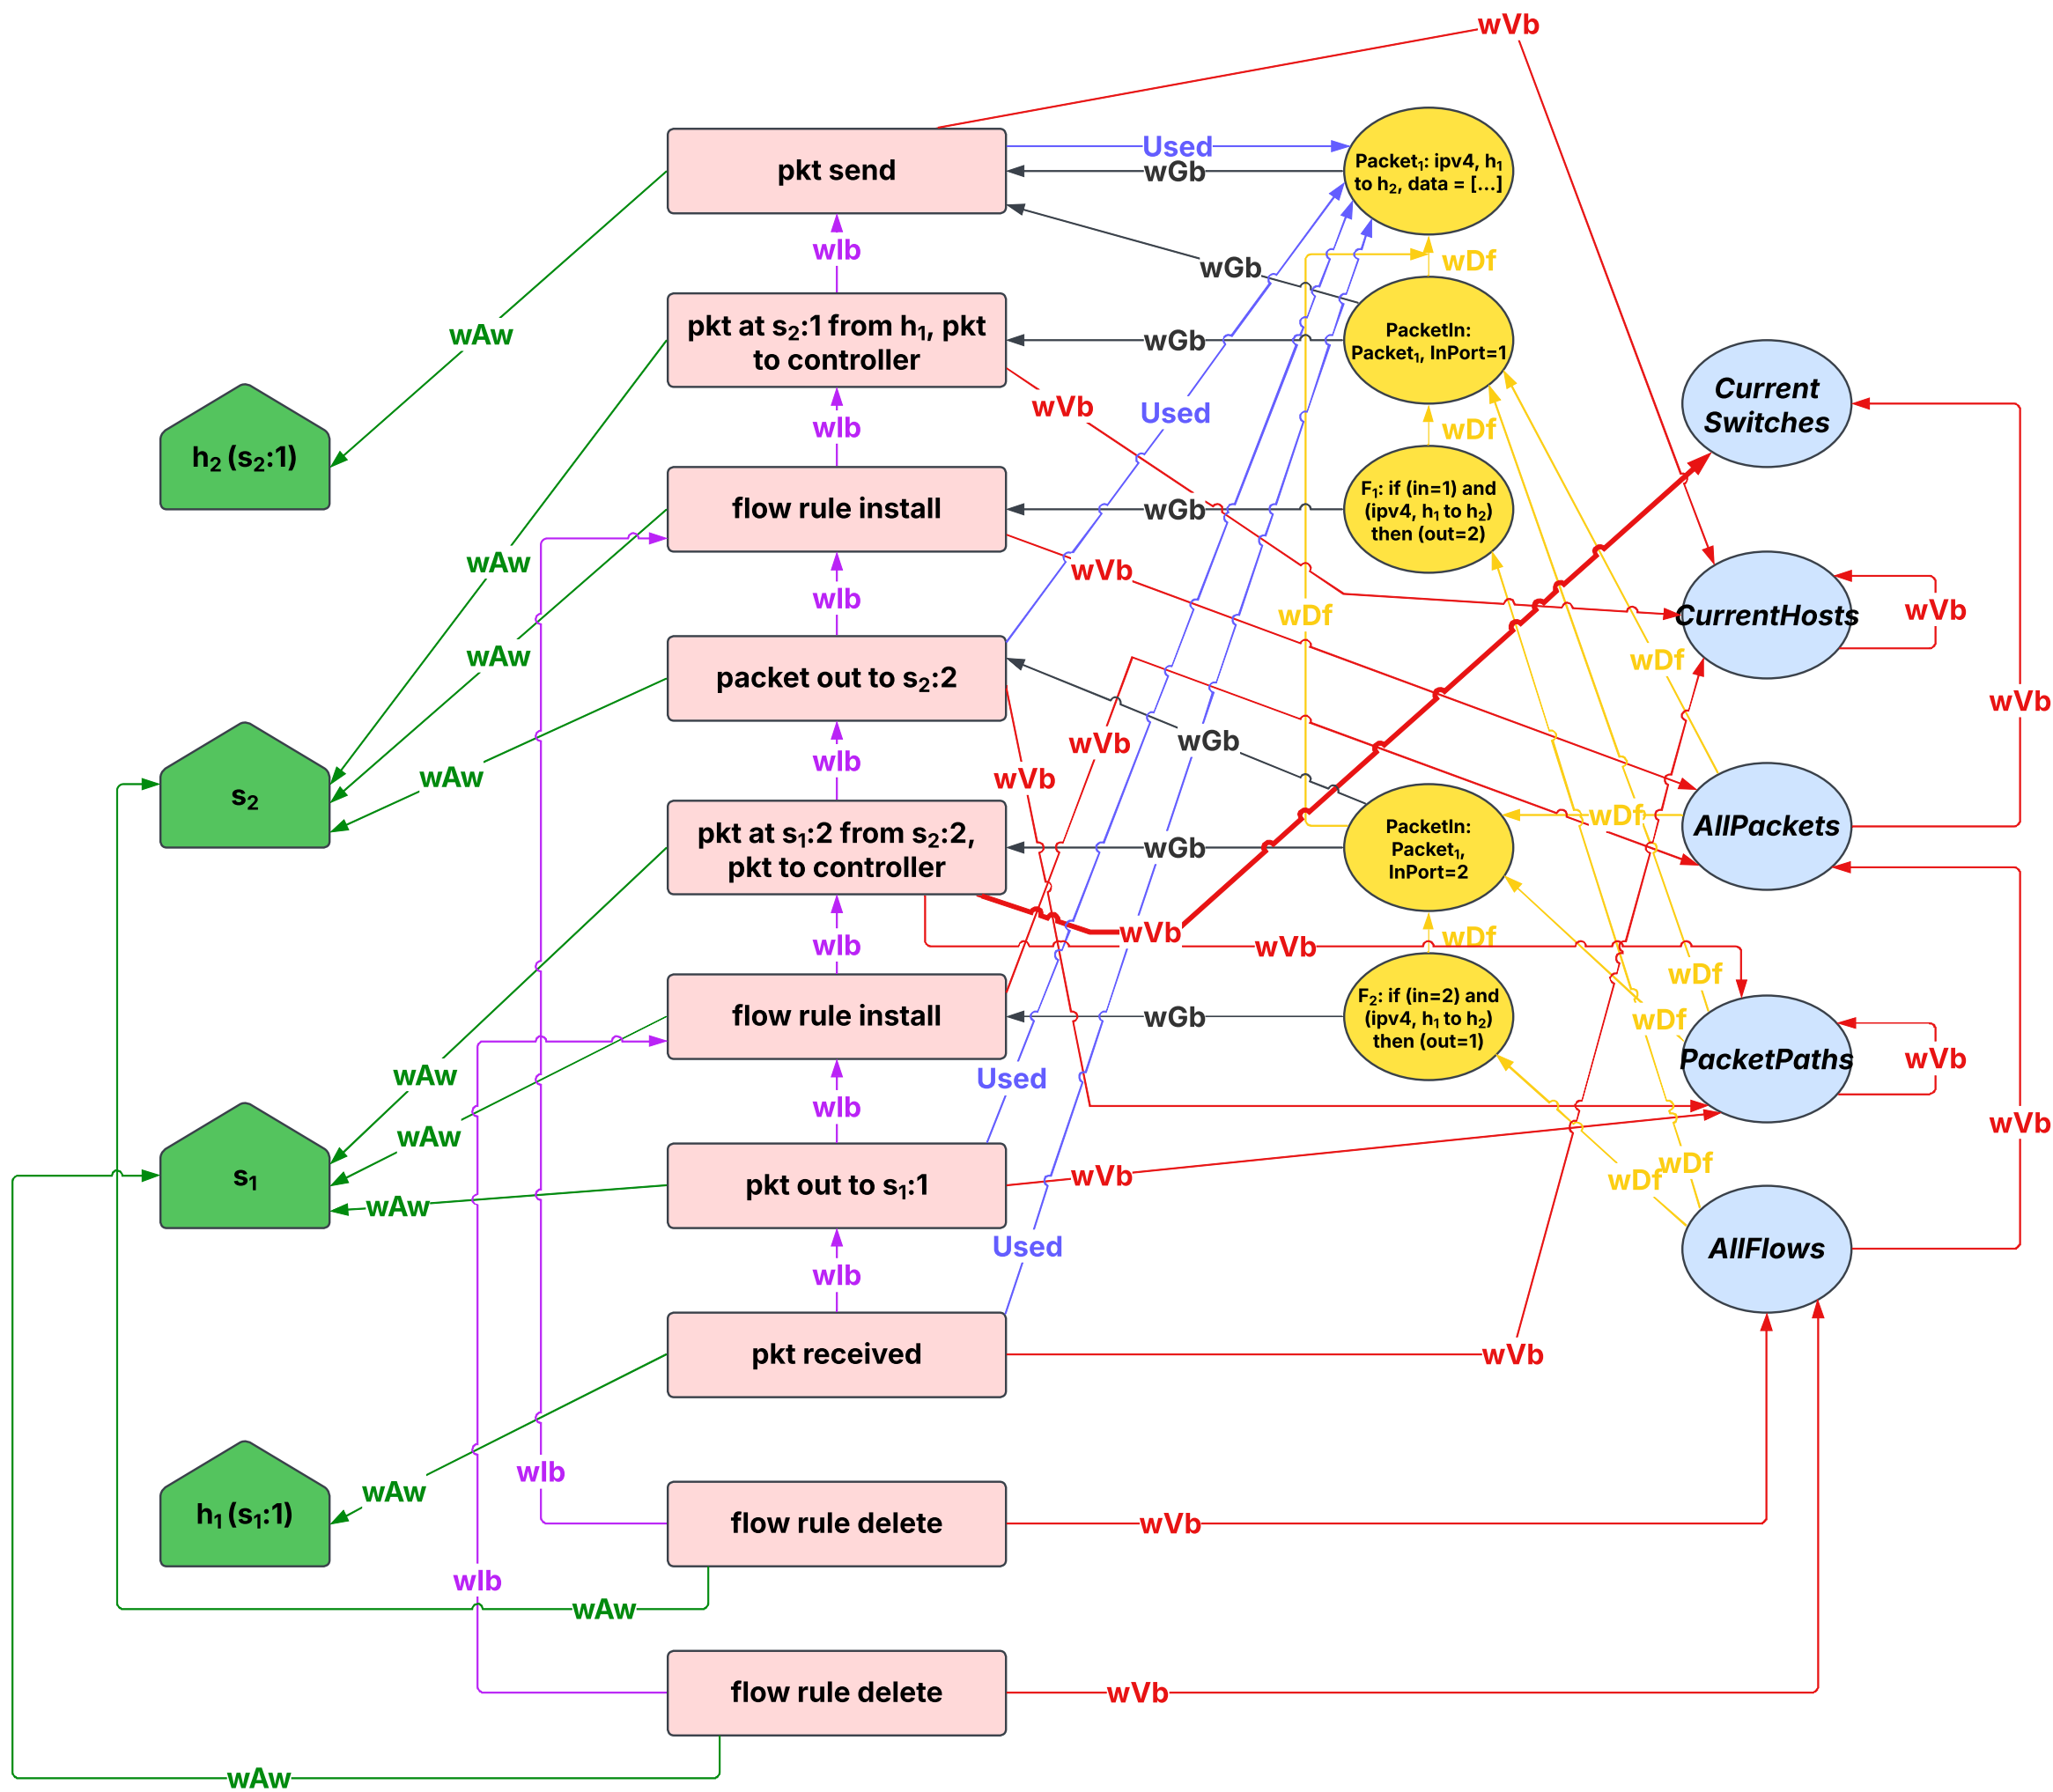 wVb
pkt send
Used
wGb
Packet₁: ipv4, h₁
to h₂, data = [...]
wIb
wGb
wDf
wAw
pkt at s₂:1 from h₁, pkt
to controller
wGb
PacketIn:
Packet₁, InPort=1
Current
Switches
wVb
Used
wIb
wDf
h₂ (s₂:1)
flow rule install
wGb
F₁: if (in=1) and
(ipv4, h₁ to h₂)
then (out=2)
wAw
wVb
wIb
wDf
CurrentHosts
wVb
wAw
wDf
packet out to s₂:2
wVb
wVb
wGb
wIb
wAw
wVb
s₂
wDf
AllPackets
pkt at s₁:2 from s₂:2,
pkt to controller
wGb
PacketIn:
Packet₁,
InPort=2
wVb
wIb
wVb
wDf
wDf
flow rule install
wGb
F₂: if (in=2) and
(ipv4, h₁ to h₂)
then (out=1)
wDf
PacketPaths
wVb
wAw
Used
wIb
wVb
wAw
wDf
wDf
s₁
pkt out to s₁:1
wVb
wAw
Used
AllFlows
wIb
pkt received
wVb
wIb
wAw
h₁ (s₁:1)
flow rule delete
wVb
wIb
wAw
flow rule delete
wVb
wAw